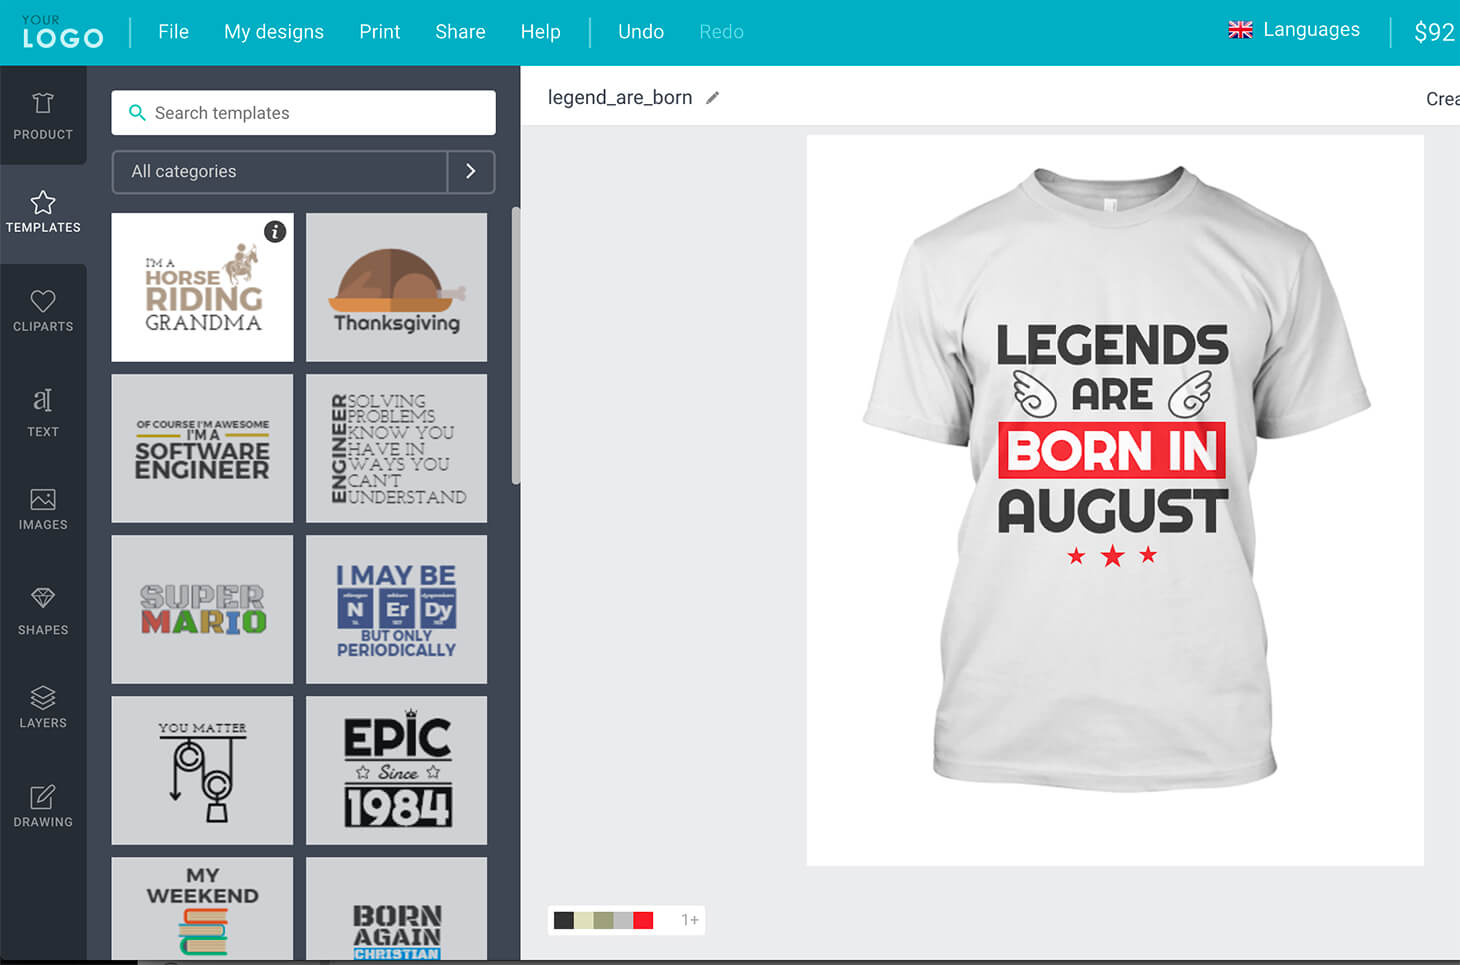 YOUR
LOGO
File
My designs
Print
Share
Help
Undo
Redo
Languages
$92
PRODUCT
TEMPLATES
CLIPARTS
TEXT
IMAGES
SHAPES
LAYERS
DRAWING
Search templates
All categories
I'M A
HORSE
RIDING
GRANDMA
Thanksgiving
OF COURSE I'M AWESOME
I'M A
SOFTWARE
ENGINEER
ENGINEER
SOLVING
PROBLEMS
KNOW YOU
HAVE IN
WAYS YOU
CAN'T
UNDERSTAND
SUPER
MARIO
I MAY BE
N Er Dy
BUT ONLY
PERIODICALLY
YOU MATTER
EPIC
Since
1984
MY
WEEKEND
BORN
AGAIN
CHRISTIAN
legend_are_born
Crea
LEGENDS
ARE
BORN IN
AUGUST
1+